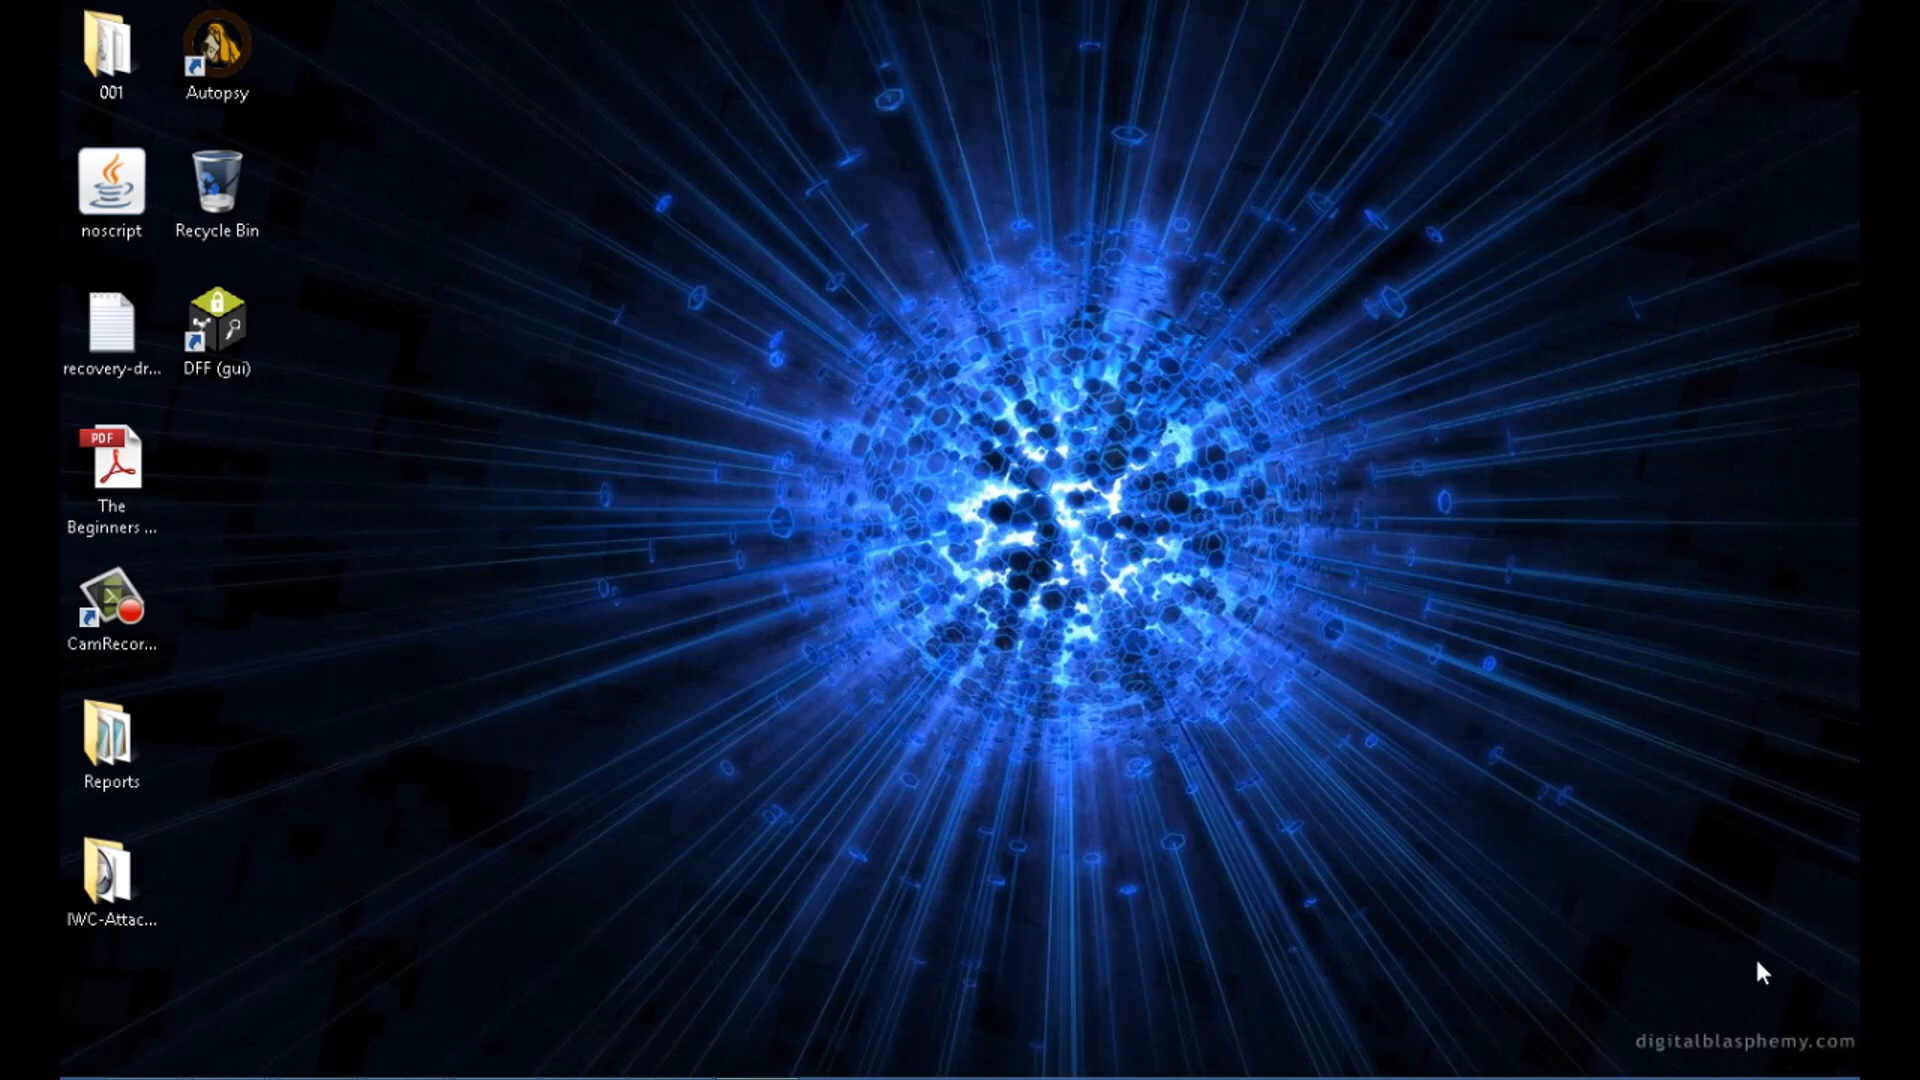 001
Autopsy
noscript
Recycle Bin
recovery-dr...
DFF (gui)
PDF
The
Beginners ...
CamRecor...
Reports
IWC-Attac...
digitalblasphemy.com